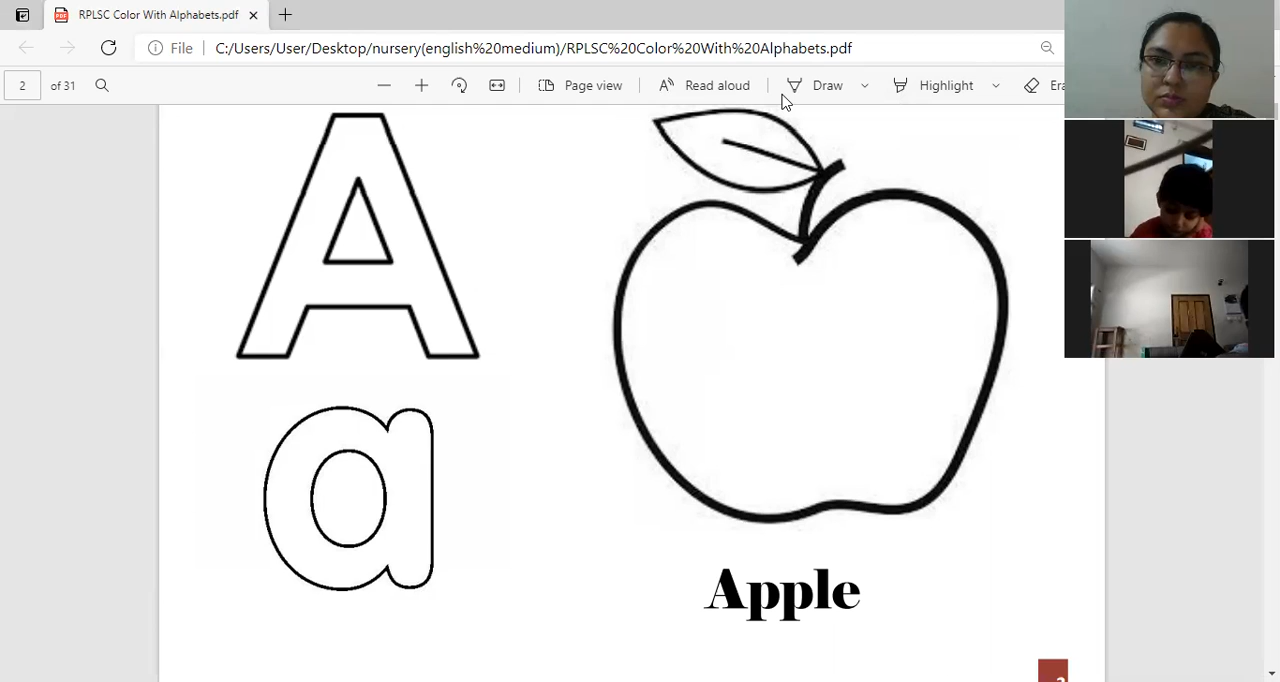 RPLSC Color With Alphabets.pdf
File C:/Users/User/Desktop/nursery(english%20medium)/RPLSC%20Color%20With%20Alphabets.pdf
2 of 31 Page view Read aloud Draw Highlight Era
A
a
Apple